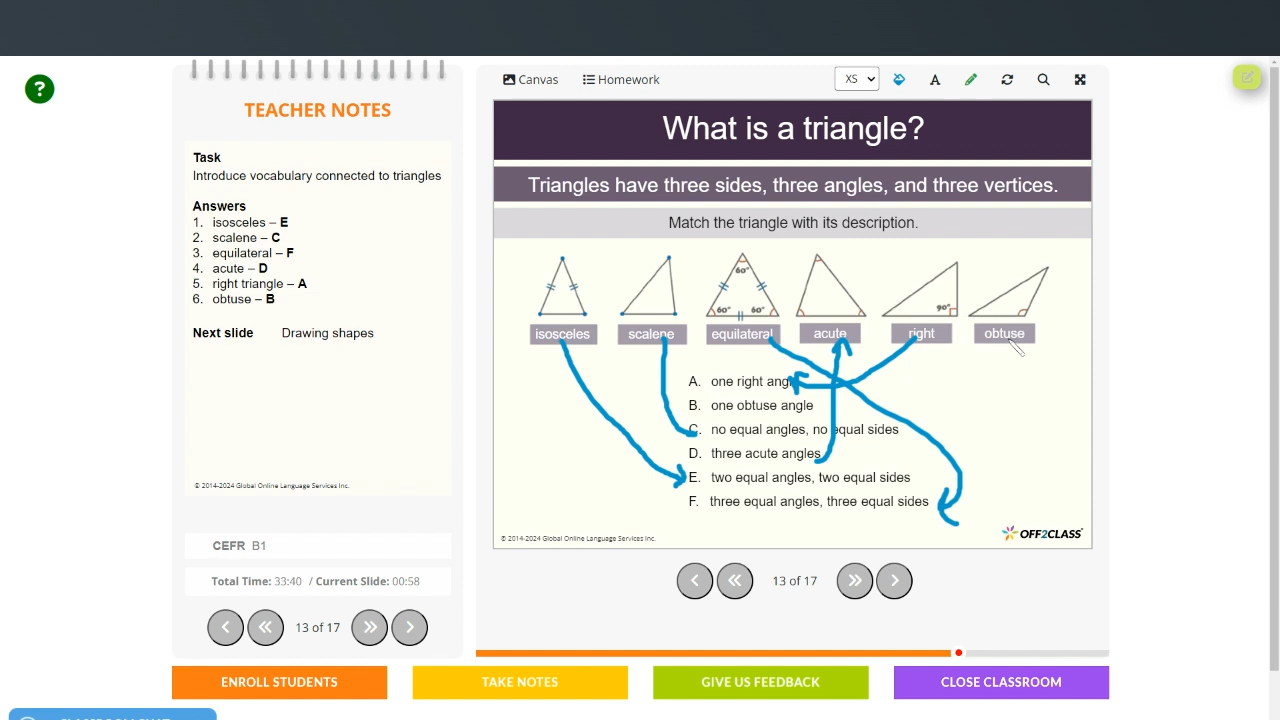 ?
TEACHER NOTES
Task
Introduce vocabulary connected to triangles
Answers
1. isosceles – E
2. scalene – C
3. equilateral – F
4. acute – D
5. right triangle – A
6. obtuse – B
Next slide Drawing shapes
© 2014-2024 Global Online Language Services Inc.
CEFR B1
Total Time: 33:40 / Current Slide: 00:58
13 of 17
Canvas Homework XS A
What is a triangle?
Triangles have three sides, three angles, and three vertices.
Match the triangle with its description.
60°
60° 60° 90°
isosceles scalene equilateral acute right obtuse
A. one right
B. one obtuse angle
C. no equal angles, no equal sides
D. three acute angles
E. two equal angles, two equal sides
F. three equal angles, three equal sides
© 2014-2024 Global Online Language Services Inc. OFF2CLASS
13 of 17
ENROLL STUDENTS TAKE NOTES GIVE US FEEDBACK CLOSE CLASSROOM